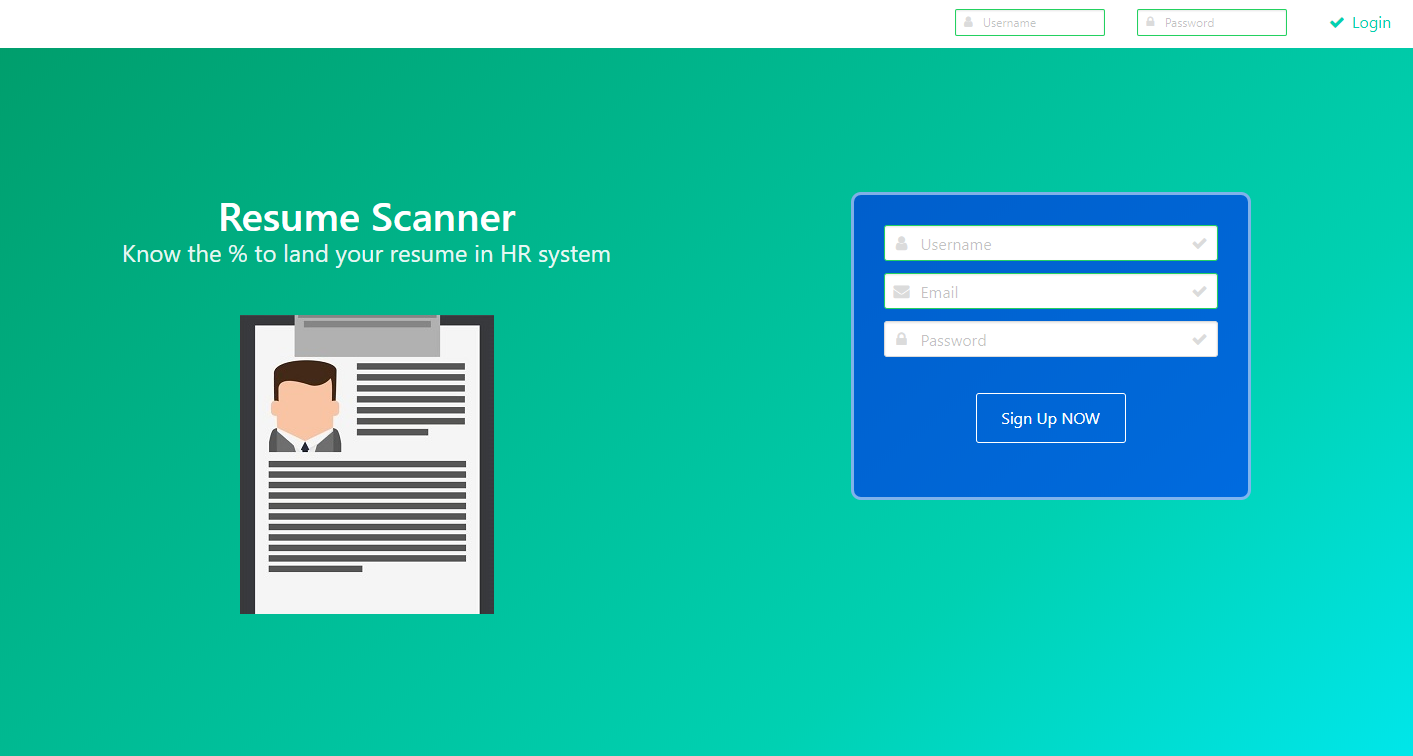 Username
Password
Login
Resume Scanner
Know the % to land your resume in HR system
Username
Email
Password
Sign Up NOW